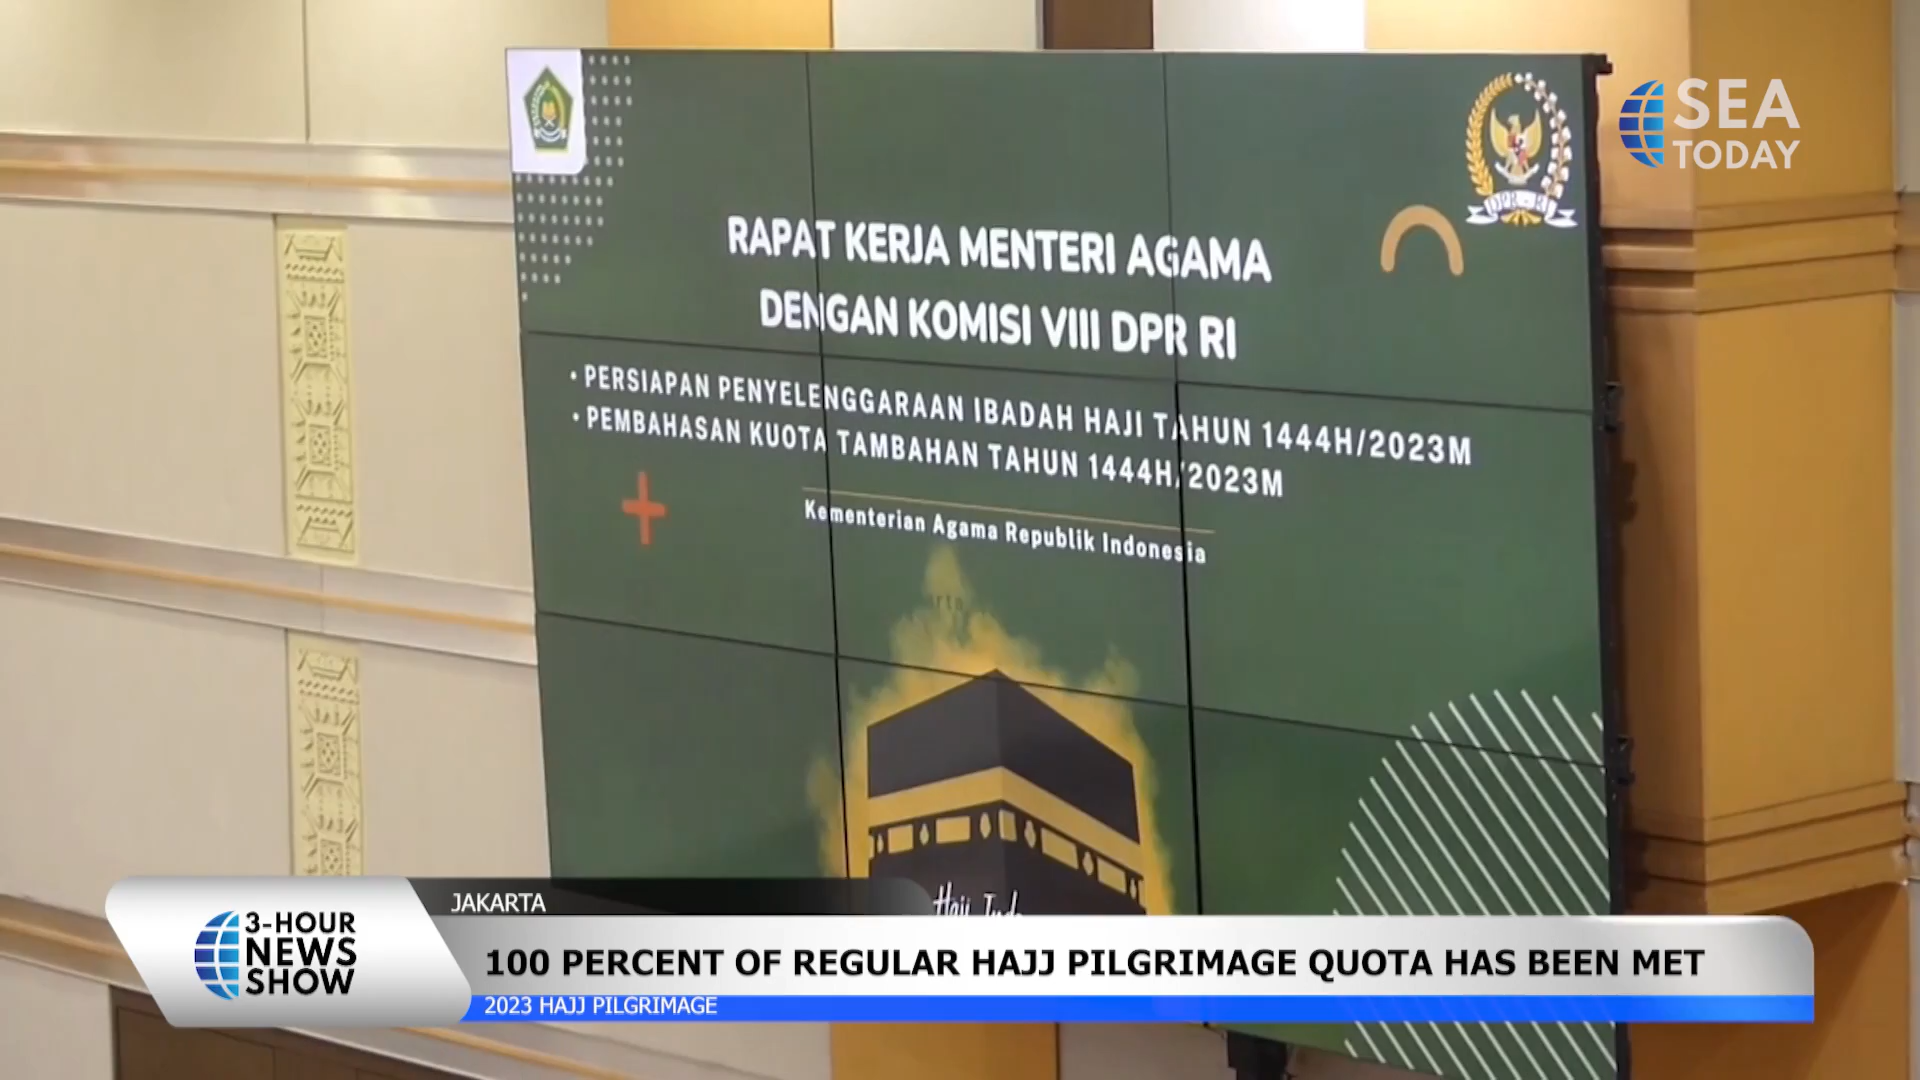 SEA
TODAY
DPR - RI
RAPAT KERJA MENTERI AGAMA
DENGAN KOMISI VIII DPR RI
• PERSIAPAN PENYELENGGARAAN IBADAH HAJI TAHUN 1444H/2023M
• PEMBAHASAN KUOTA TAMBAHAN TAHUN 1444H/2023M
Kementerian Agama Republik Indonesia
Haji
JAKARTA
3-HOUR
NEWS
SHOW
100 PERCENT OF REGULAR HAJJ PILGRIMAGE QUOTA HAS BEEN MET
2023 HAJJ PILGRIMAGE